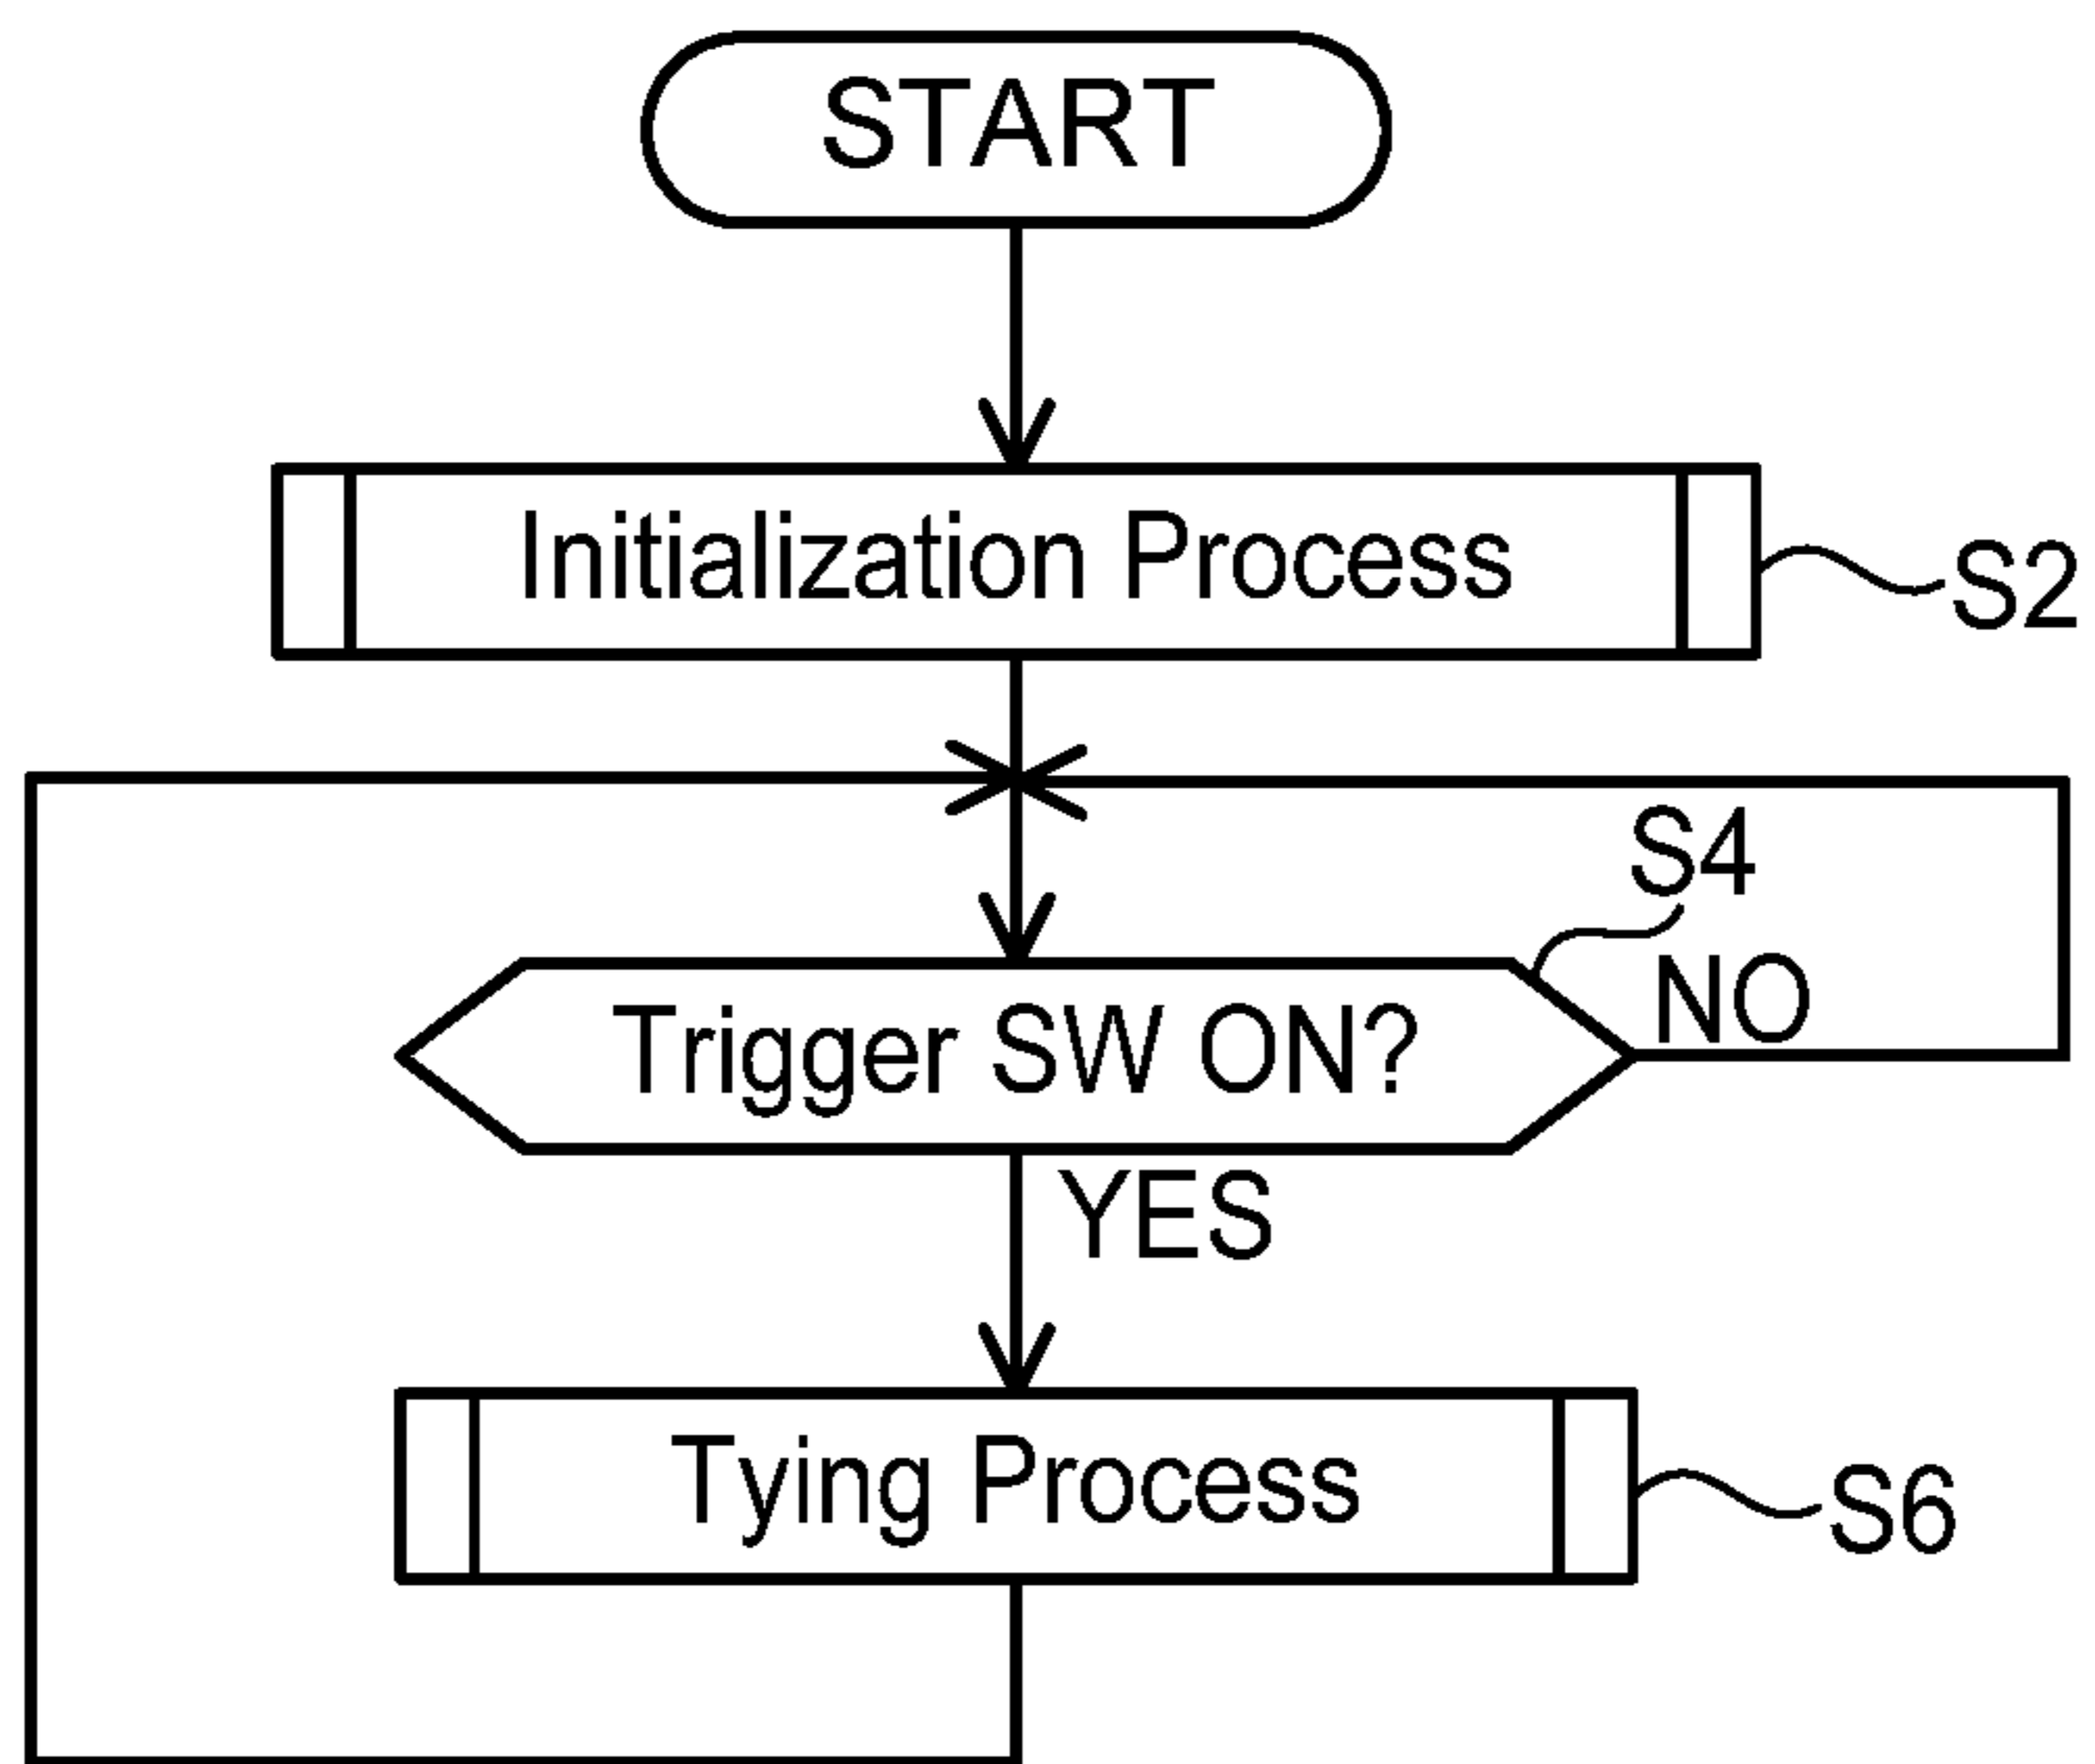 START
Initialization Process
S2
S4
NO
Trigger SW ON?
YES
Tying Process
S6